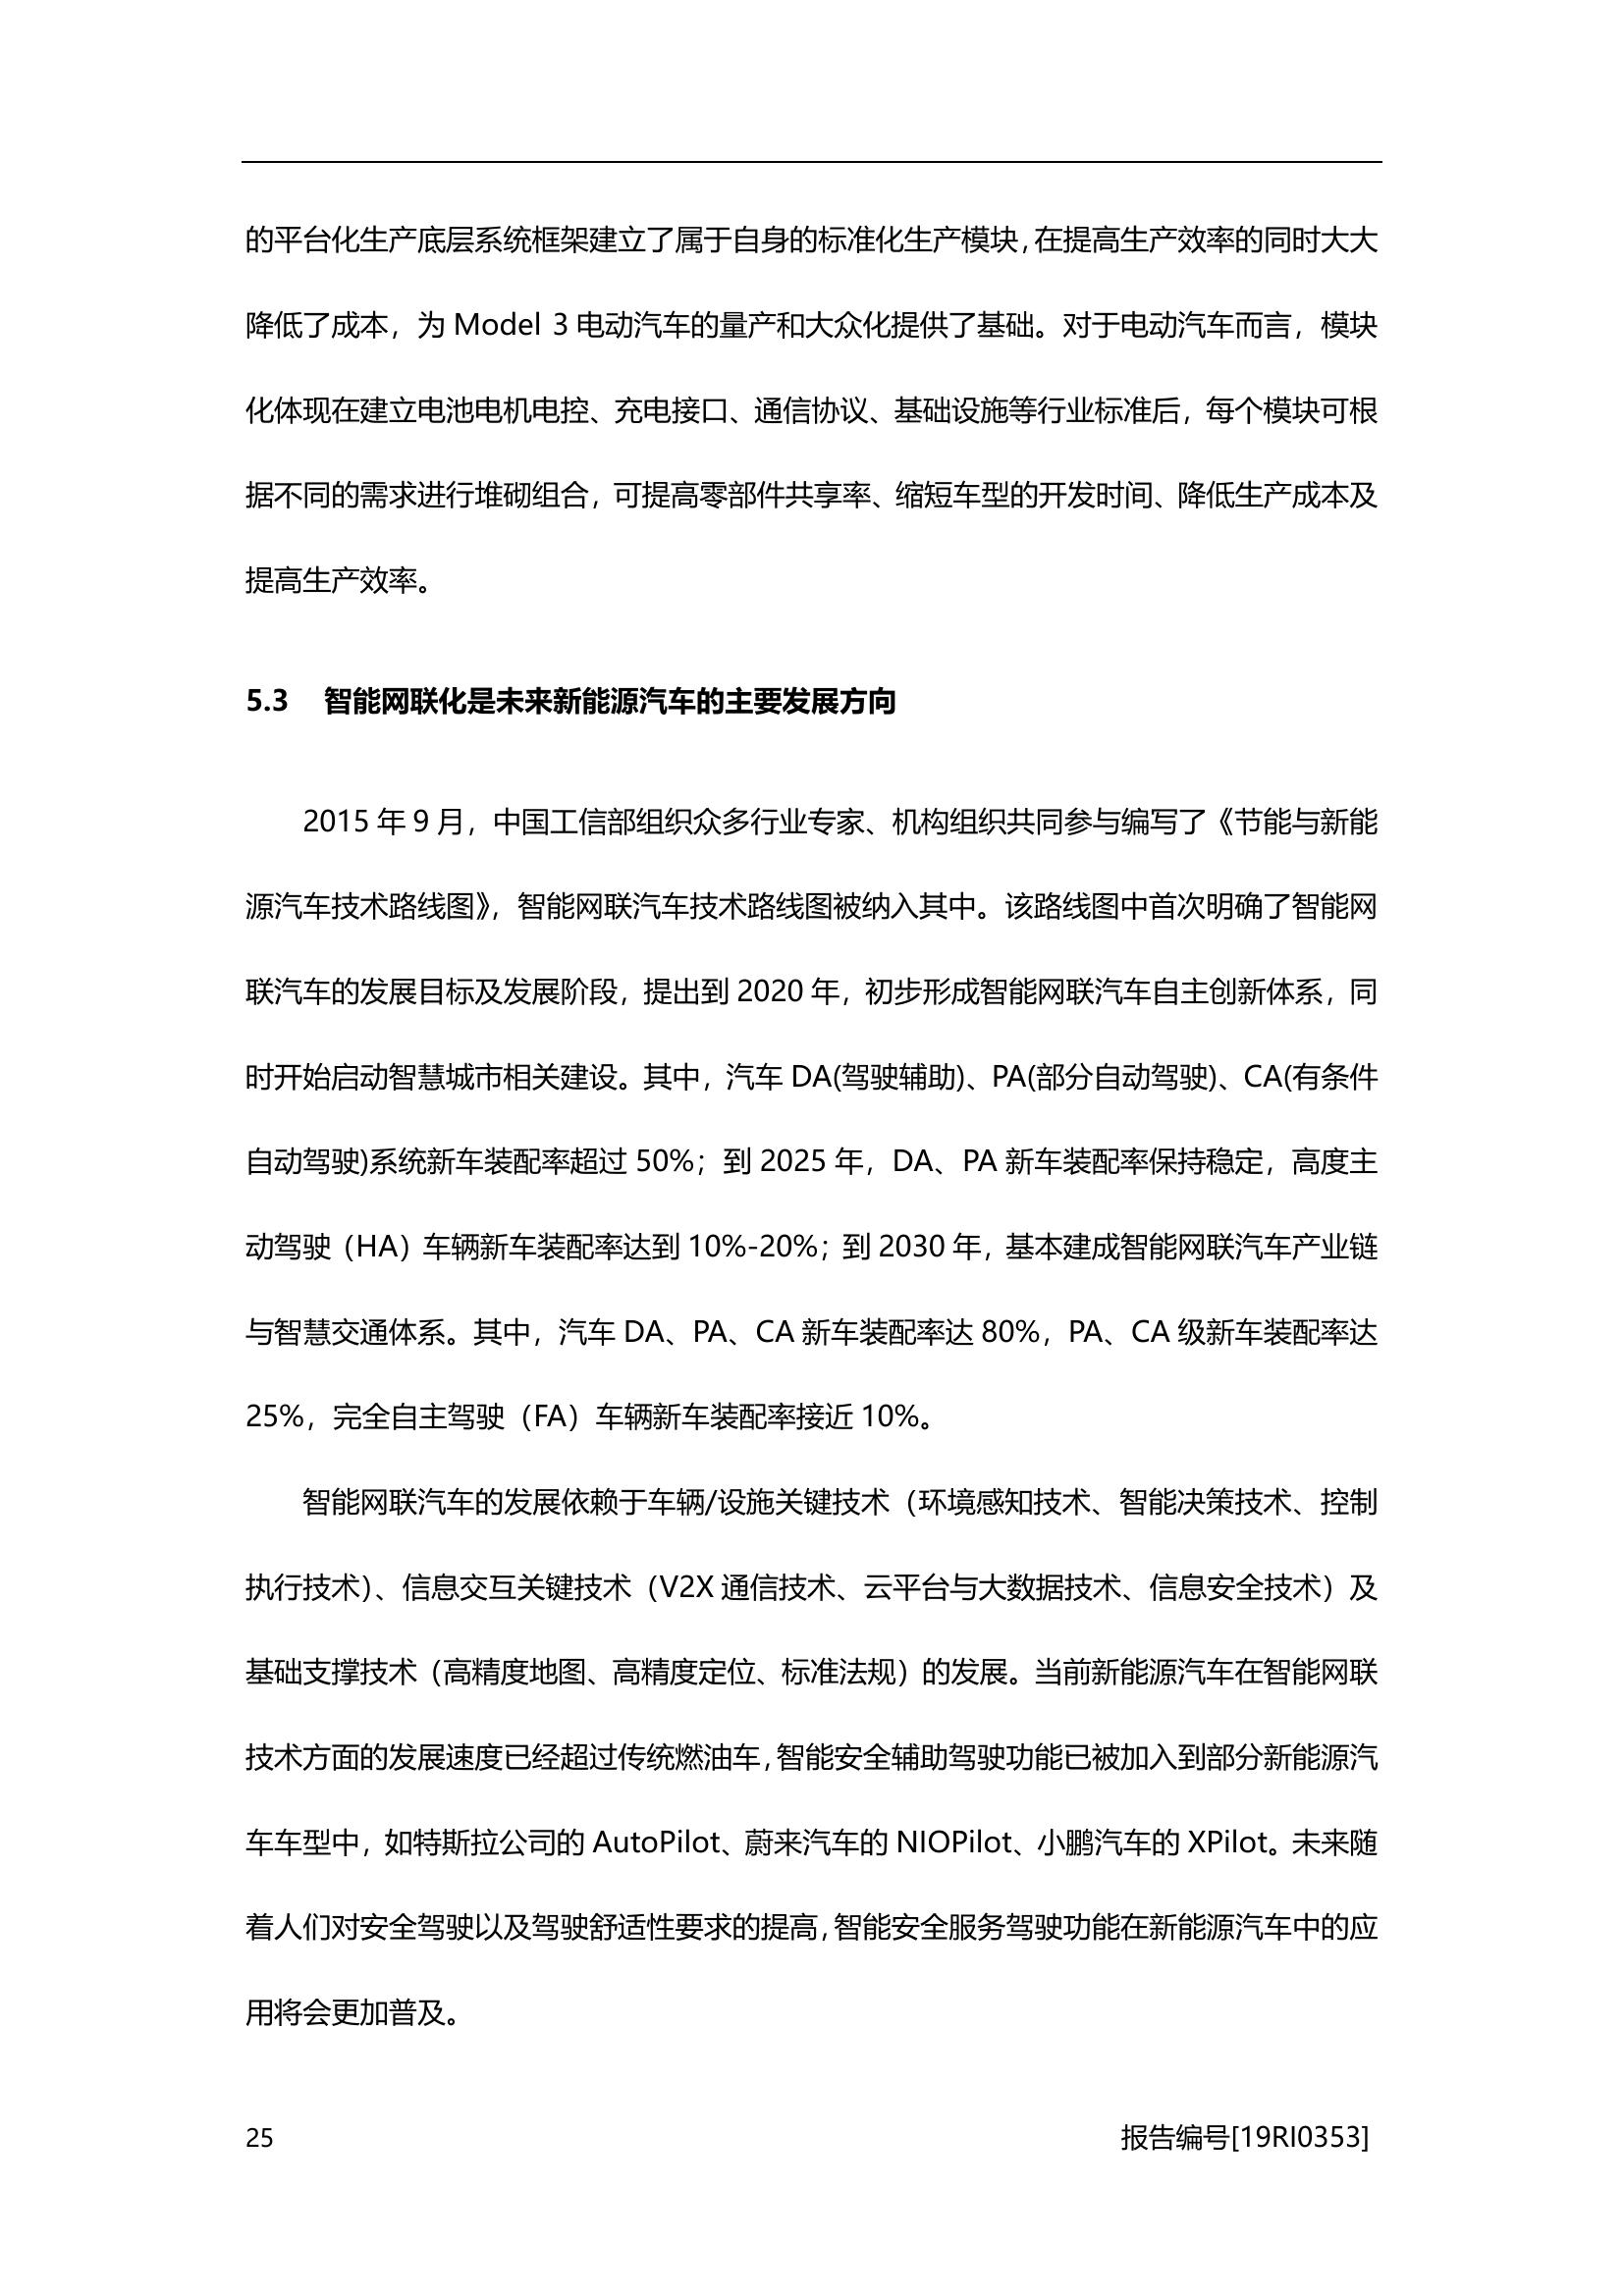 的平台化生产底层系统框架建立了属于自身的标准化生产模块，在提高生产效率的同时大大
降低了成本，为 Model 3 电动汽车的量产和大众化提供了基础。对于电动汽车而言，模块
化体现在建立电池电机电控、充电接口、通信协议、基础设施等行业标准后，每个模块可根
据不同的需求进行堆砌组合，可提高零部件共享率、缩短车型的开发时间、降低生产成本及
提高生产效率。
5.3 智能网联化是未来新能源汽车的主要发展方向
2015 年 9 月，中国工信部组织众多行业专家、机构组织共同参与编写了《节能与新能
源汽车技术路线图》，智能网联汽车技术路线图被纳入其中。该路线图中首次明确了智能网
联汽车的发展目标及发展阶段，提出到 2020 年，初步形成智能网联汽车自主创新体系，同
时开始启动智慧城市相关建设。其中，汽车 DA(驾驶辅助)、PA(部分自动驾驶)、CA(有条件
自动驾驶)系统新车装配率超过 50%；到 2025 年，DA、PA 新车装配率保持稳定，高度主
动驾驶（HA）车辆新车装配率达到 10%-20%；到 2030 年，基本建成智能网联汽车产业链
与智慧交通体系。其中，汽车 DA、PA、CA 新车装配率达 80%，PA、CA 级新车装配率达
25%，完全自主驾驶（FA）车辆新车装配率接近 10%。
智能网联汽车的发展依赖于车辆/设施关键技术（环境感知技术、智能决策技术、控制
执行技术）、信息交互关键技术（V2X 通信技术、云平台与大数据技术、信息安全技术）及
基础支撑技术（高精度地图、高精度定位、标准法规）的发展。当前新能源汽车在智能网联
技术方面的发展速度已经超过传统燃油车，智能安全辅助驾驶功能已被加入到部分新能源汽
车车型中，如特斯拉公司的 AutoPilot、蔚来汽车的 NIOPilot、小鹏汽车的 XPilot。未来随
着人们对安全驾驶以及驾驶舒适性要求的提高，智能安全服务驾驶功能在新能源汽车中的应
用将会更加普及。
25 报告编号[19RI0353]